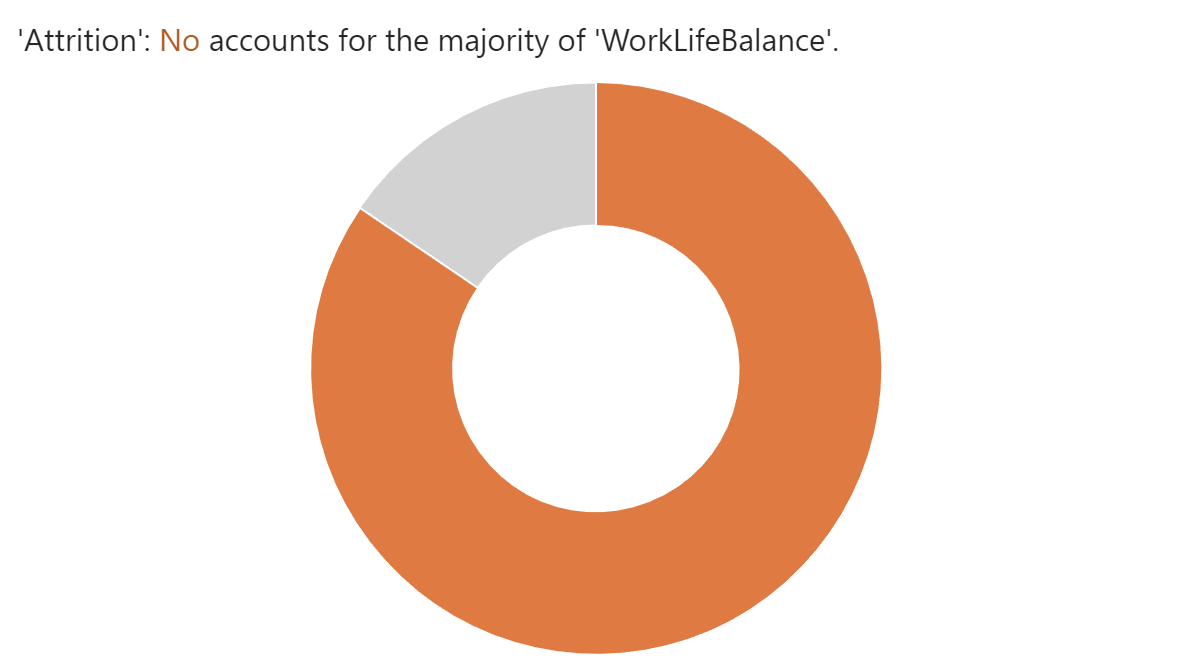 'Attrition': No accounts for the majority of 'WorkLifeBalance'.